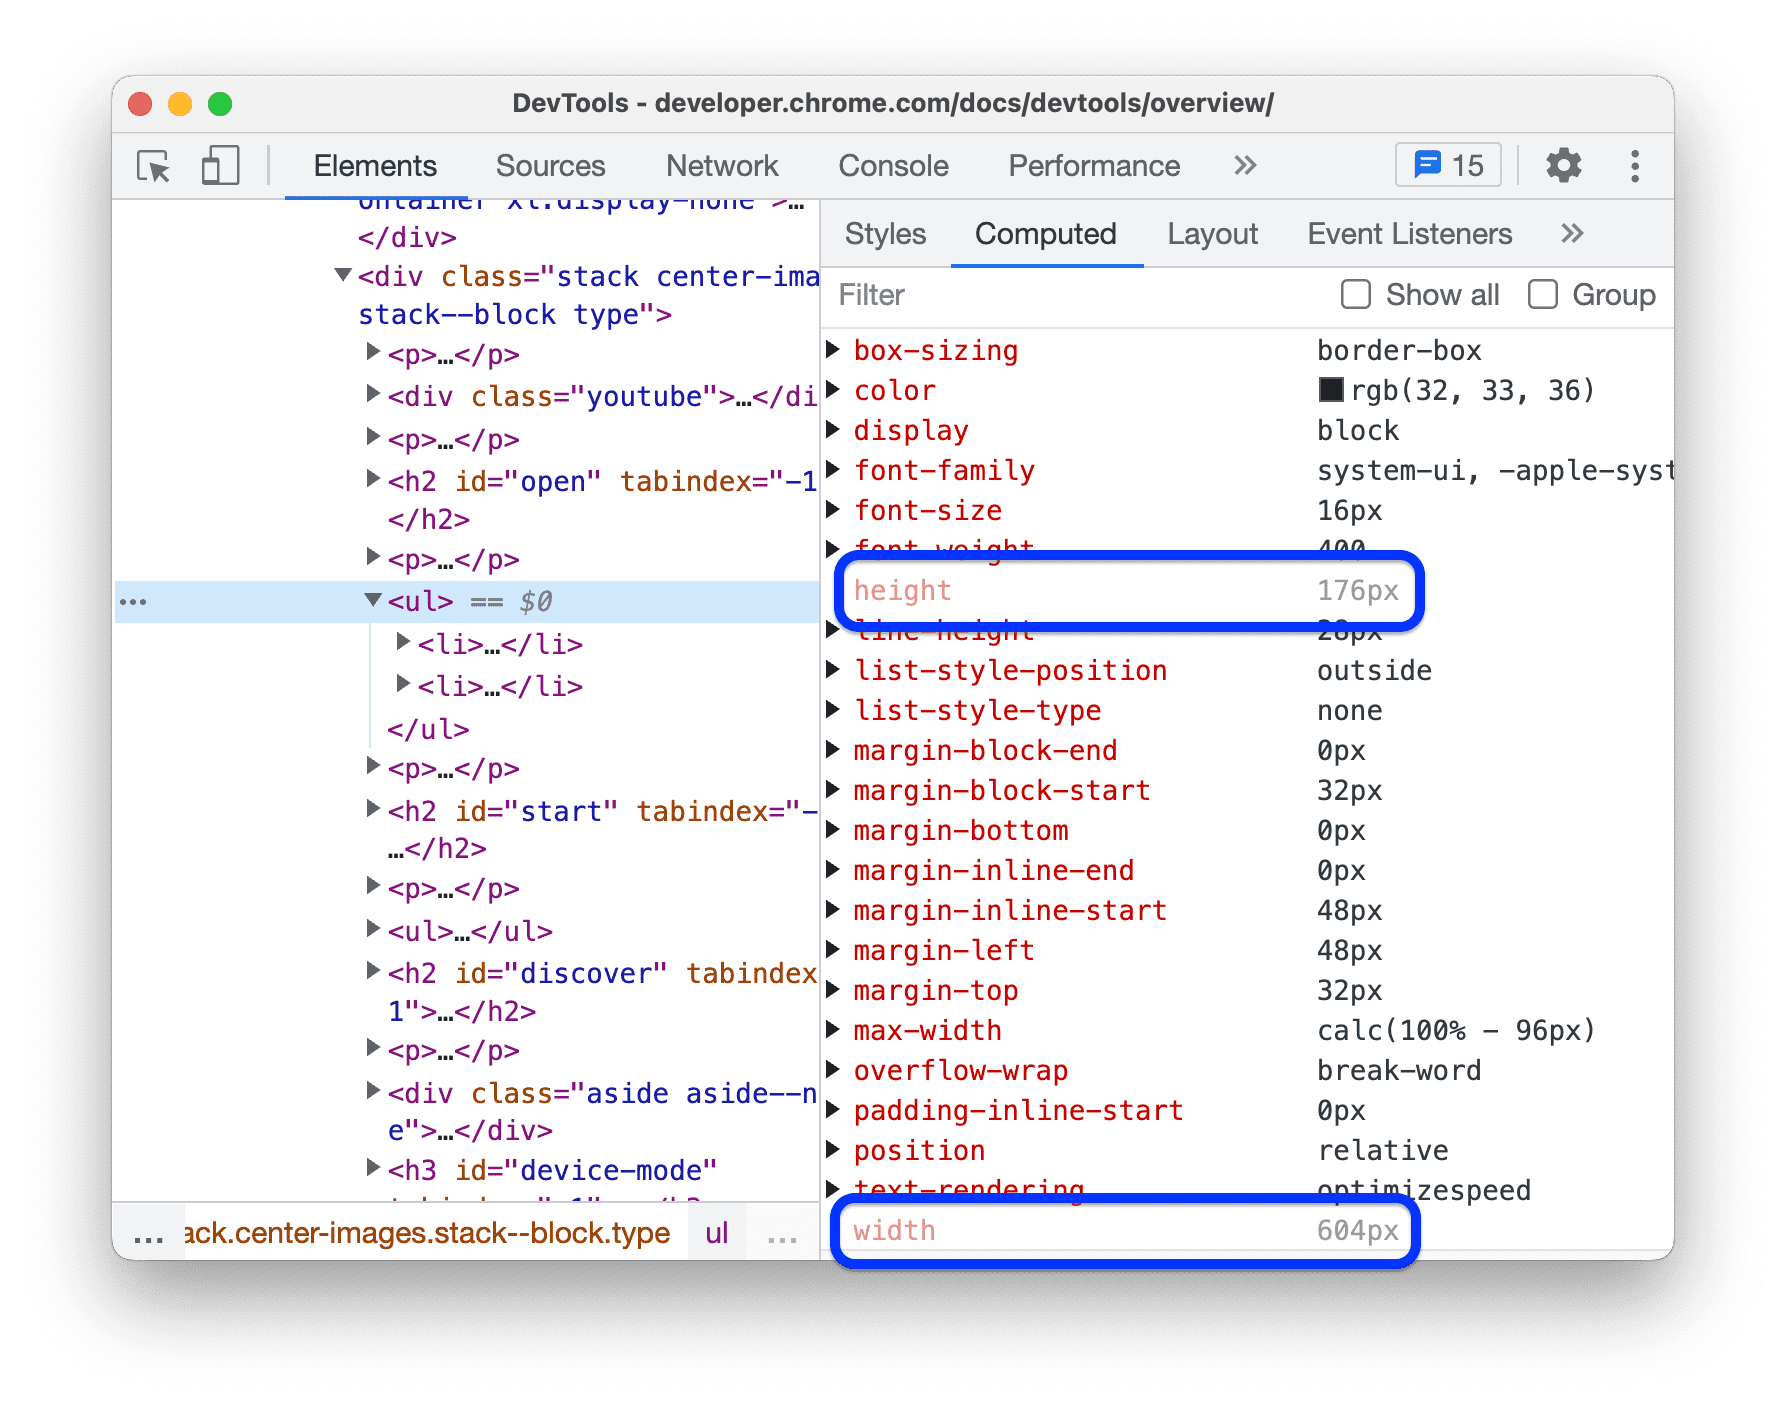 DevTools - developer.chrome.com/docs/devtools/overview/
Elements Sources Network Console Performance » 15
ontainer xl:display-none">…
</div>
<div class="stack center-ima
stack--block type">
<p>…</p>
<div class="youtube">…</di
<p>…</p>
<h2 id="open" tabindex="-1
</h2>
<p>…</p>
… <ul> == $0
<li>…</li>
<li>…</li>
</ul>
<p>…</p>
<h2 id="start" tabindex="-
…</h2>
<p>…</p>
<ul>…</ul>
<h2 id="discover" tabindex
1">…</h2>
<p>…</p>
<div class="aside aside--n
e">…</div>
<h3 id="device-mode"
… ack.center-images.stack--block.type ul …
Styles Computed Layout Event Listeners »
Filter Show all Group
box-sizing border-box
color rgb(32, 33, 36)
display block
font-family system-ui, -apple-syst
font-size 16px
font-weight 400
height 176px
line-height 28px
list-style-position outside
list-style-type none
margin-block-end 0px
margin-block-start 32px
margin-bottom 0px
margin-inline-end 0px
margin-inline-start 48px
margin-left 48px
margin-top 32px
max-width calc(100% - 96px)
overflow-wrap break-word
padding-inline-start 0px
position relative
text-rendering optimizespeed
width 604px